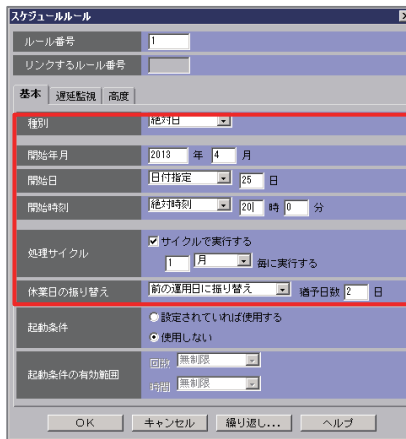 スケジュールルール
ルール番号 1
リンクするルール番号
基本 遅延監視 高度
種別 絶対日
開始年月 2013 年 4 月
開始日 日付指定 25 日
開始時刻 絶対時刻 20 時 0 分
処理サイクル サイクルで実行する
1 月 毎に実行する
休業日の振り替え 前の運用日に振り替え 猶予日数 2 日
起動条件 設定されていれば使用する
使用しない
起動条件の有効範囲 回数 無制限
時間 無制限
OK キャンセル 繰り返し... ヘルプ